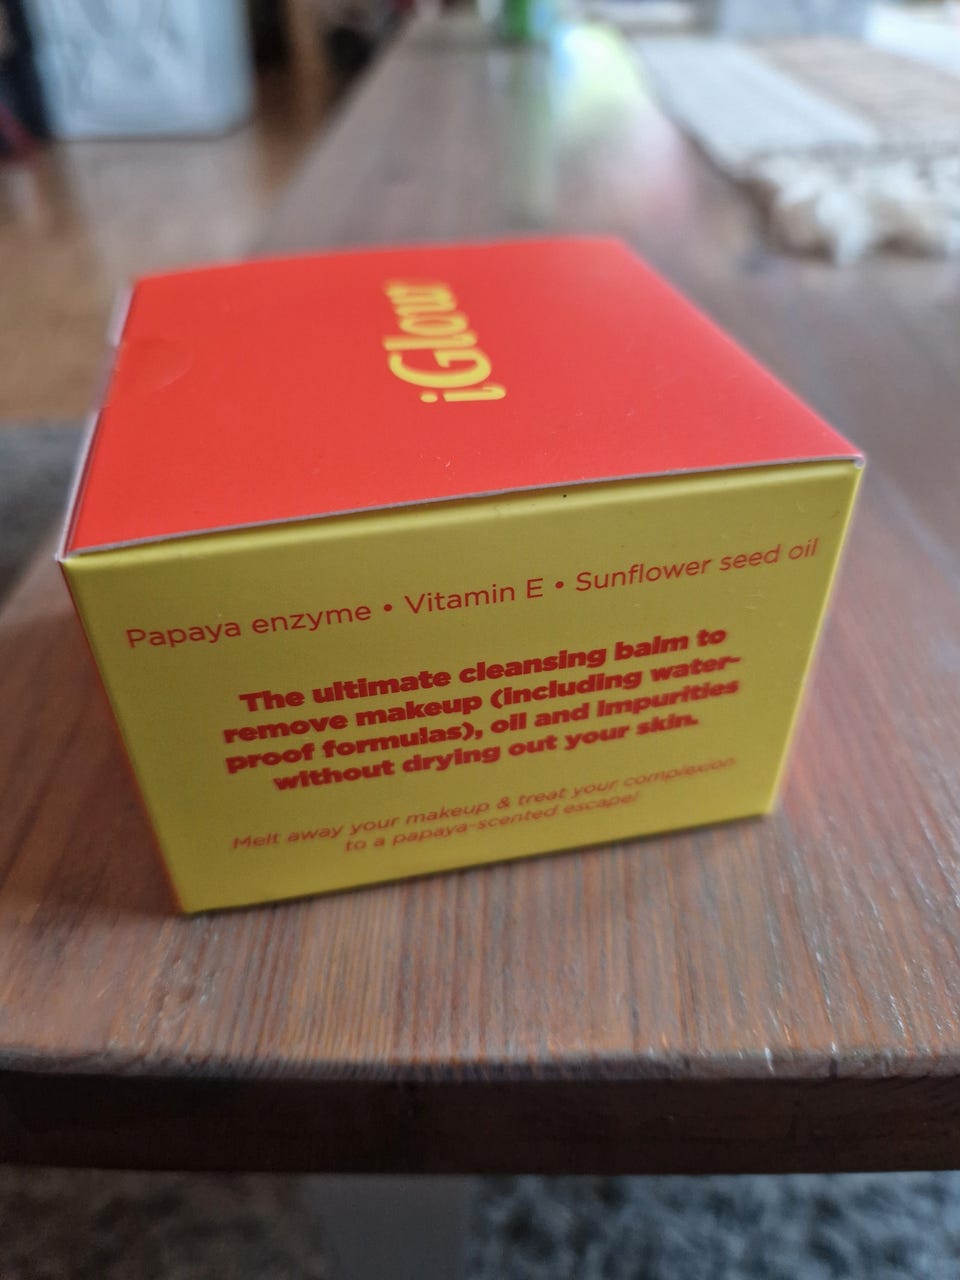 iGlow
Papaya enzyme • Vitamin E • Sunflower seed oil
The ultimate cleansing balm to
remove makeup (including water-
proof formulas), oil and impurities
without drying out your skin.
Melt away your makeup & treat your complexion
to a papaya-scented escape!